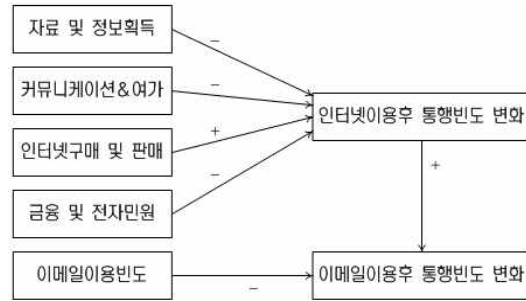 자료 및 정보획득
−
커뮤니케이션&여가
−
인터넷이용후 통행빈도 변화
인터넷구매 및 판매
+
−
+
금융 및 전자민원
이메일이용빈도
−
이메일이용후 통행빈도 변화